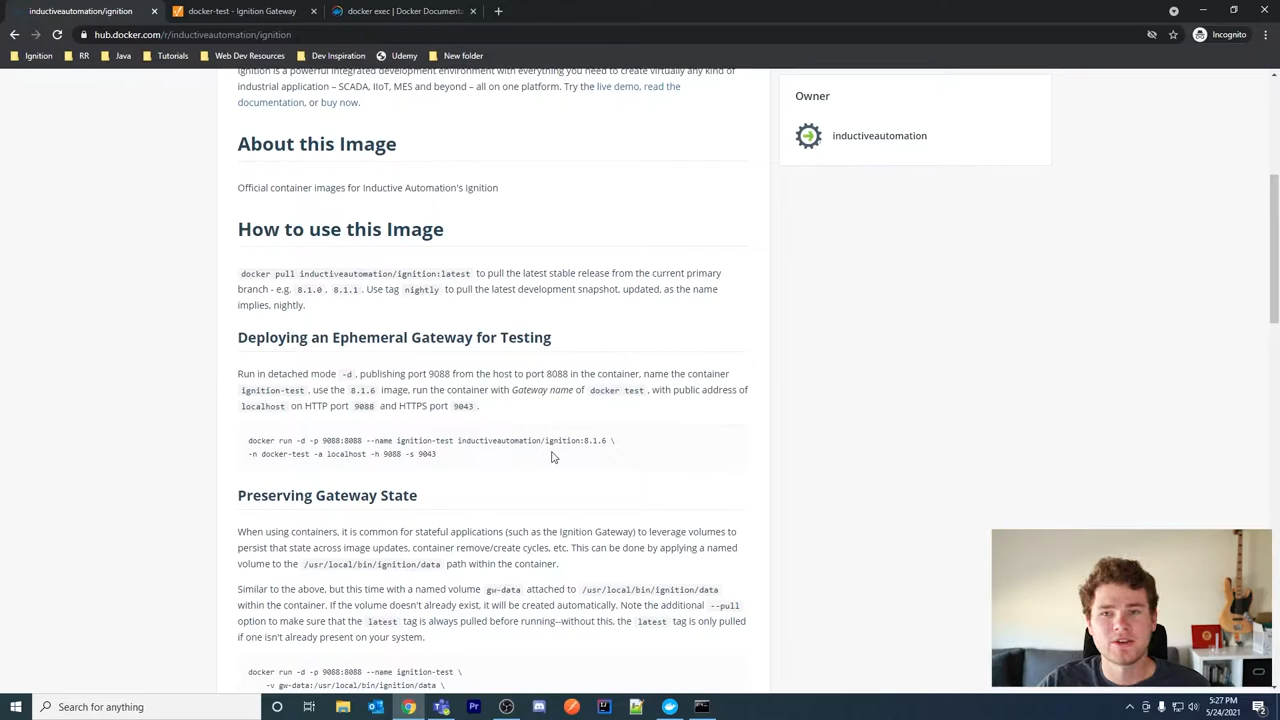 inductiveautomation/ignition
docker-test - Ignition Gateway
docker exec | Docker Documenta
Incognito
hub.docker.com/r/inductiveautomation/ignition
Ignition
RR
Java
Tutorials
Web Dev Resources
Dev Inspiration
Udemy
New folder
Ignition is a powerful integrated development environment with everything you need to create virtually any kind of
industrial application – SCADA, IIoT, MES and beyond – all on one platform. Try the live demo, read the
documentation, or buy now.
Owner
inductiveautomation
About this Image
Official container images for Inductive Automation's Ignition
How to use this Image
docker pull inductiveautomation/ignition:latest to pull the latest stable release from the current primary
branch - e.g. 8.1.0, 8.1.1. Use tag nightly to pull the latest development snapshot, updated, as the name
implies, nightly.
Deploying an Ephemeral Gateway for Testing
Run in detached mode -d, publishing port 9088 from the host to port 8088 in the container, name the container
ignition-test, use the 8.1.6 image, run the container with Gateway name of docker test, with public address of
localhost on HTTP port 9088 and HTTPS port 9043.
docker run -d -p 9088:8088 --name ignition-test inductiveautomation/ignition:8.1.6 \
-n docker-test -a localhost -h 9088 -s 9043
Preserving Gateway State
When using containers, it is common for stateful applications (such as the Ignition Gateway) to leverage volumes to
persist that state across image updates, container remove/create cycles, etc. This can be done by applying a named
volume to the /usr/local/bin/ignition/data path within the container.
Similar to the above, but this time with a named volume gw-data attached to /usr/local/bin/ignition/data
within the container. If the volume doesn't already exist, it will be created automatically. Note the additional --pull
option to make sure that the latest tag is always pulled before running--without this, the latest tag is only pulled
if one isn't already present on your system.
docker run -d -p 9088:8088 --name ignition-test \
-v gw-data:/usr/local/bin/ignition/data \
Search for anything
5:27 PM
5/24/2021